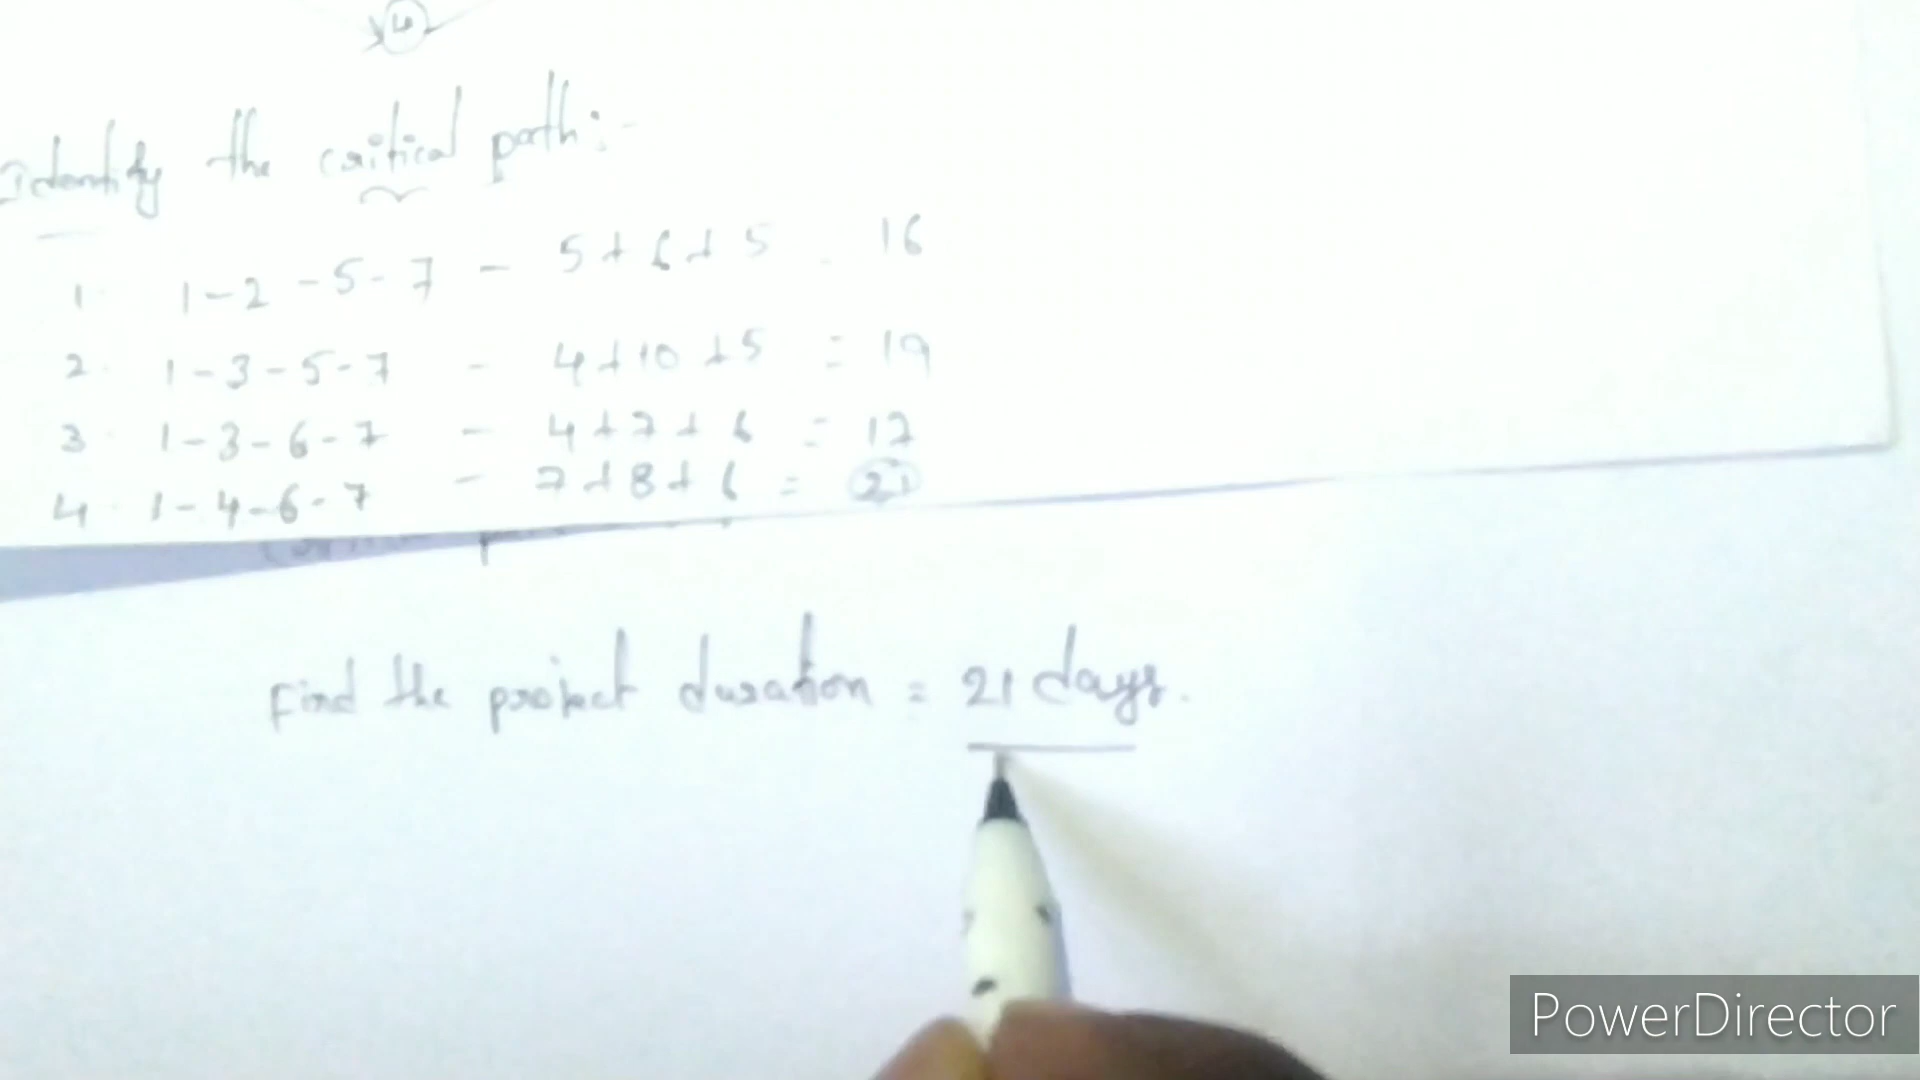 4
Identify the critical path:-
1. 1-2-5-7 - 5+6+5 = 16
2. 1-3-5-7 - 4+10+5 = 19
3. 1-3-6-7 - 4+7+6 = 17
4. 1-4-6-7 - 7+8+6 = 21
Find the project duration = 21 days.
PowerDirector